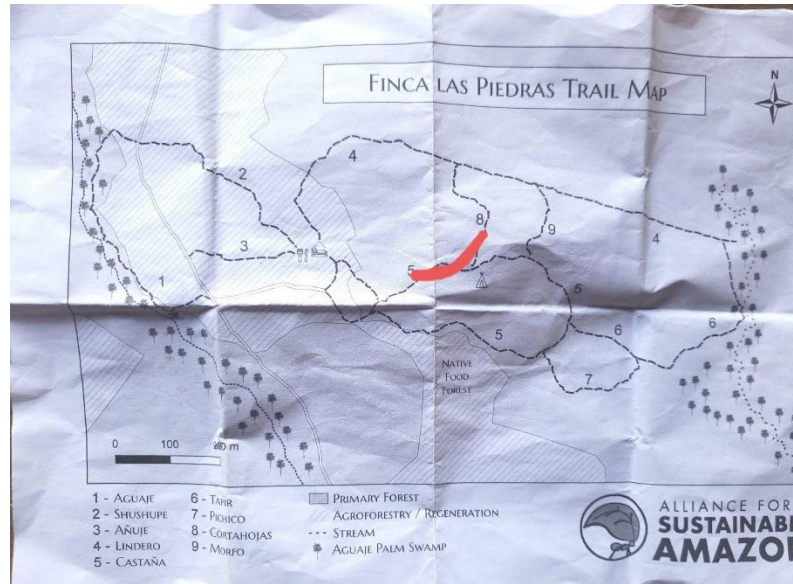 FINCA LAS PIEDRAS TRAIL MAP
N
4
2
8
9
3
4
5
1
5
6
6
5
7
NATIVE
FOOD
FOREST
0 100 200 m
1 - AGUAJE
2 - SHUSHUPE
3 - AÑUJE
4 - LINDERO
5 - CASTAÑA
6 - TAPIR
7 - PICHICO
8 - CORTAHOJAS
9 - MORFO
PRIMARY FOREST
AGROFORESTRY / REGENERATION
STREAM
AGUAJE PALM SWAMP
ALLIANCE FOR
SUSTAINAB
AMAZO